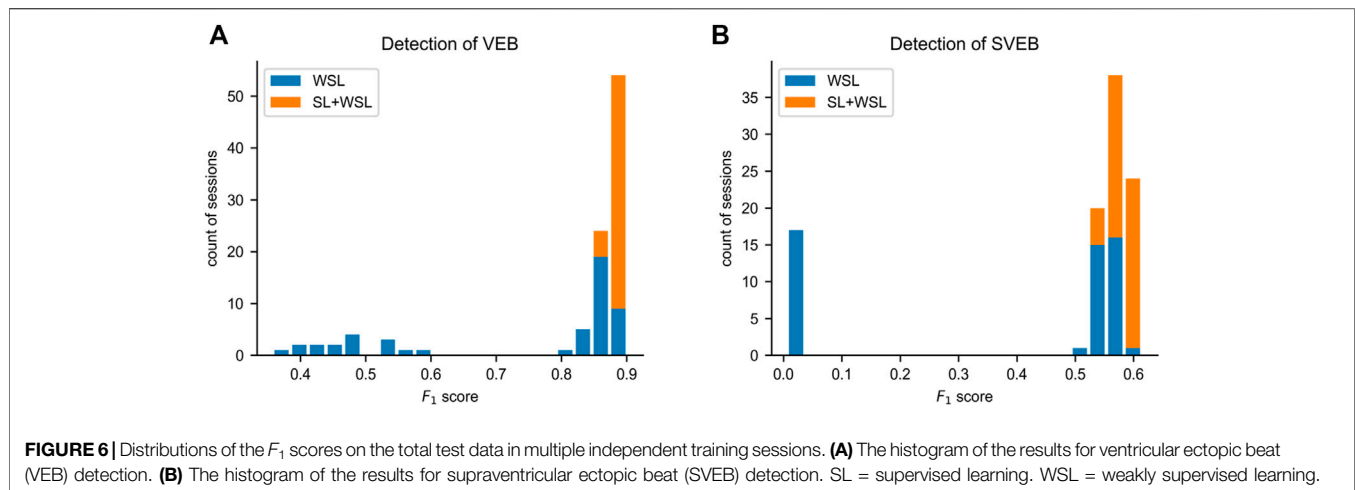 A
Detection of VEB
WSL
SL+WSL
count of sessions
50
40
30
20
10
0
0.4 0.5 0.6 0.7 0.8 0.9
F1 score
B
Detection of SVEB
WSL
SL+WSL
count of sessions
35
30
25
20
15
10
5
0
0.0 0.1 0.2 0.3 0.4 0.5 0.6
F1 score
FIGURE 6 | Distributions of the F1 scores on the total test data in multiple independent training sessions. (A) The histogram of the results for ventricular ectopic beat
(VEB) detection. (B) The histogram of the results for supraventricular ectopic beat (SVEB) detection. SL = supervised learning. WSL = weakly supervised learning.